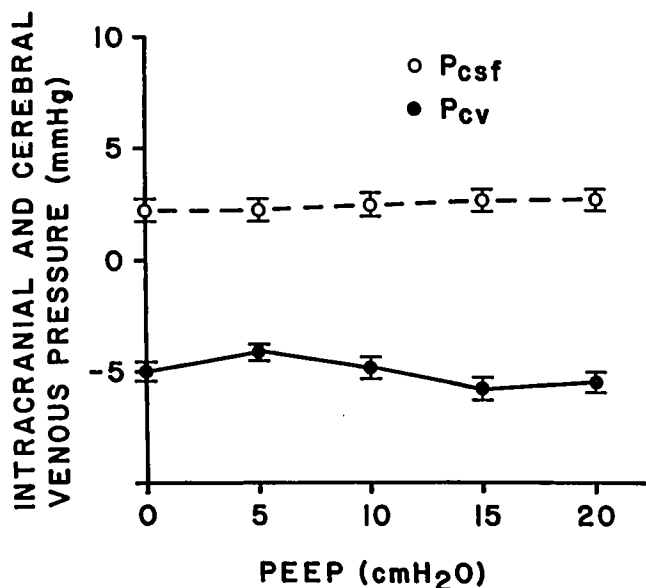 INTRACRANIAL AND CEREBRAL
VENOUS PRESSURE (mmHg)
10
5
0
-5
○ Pcsf
● Pcv
0 5 10 15 20
PEEP (cmH2O)